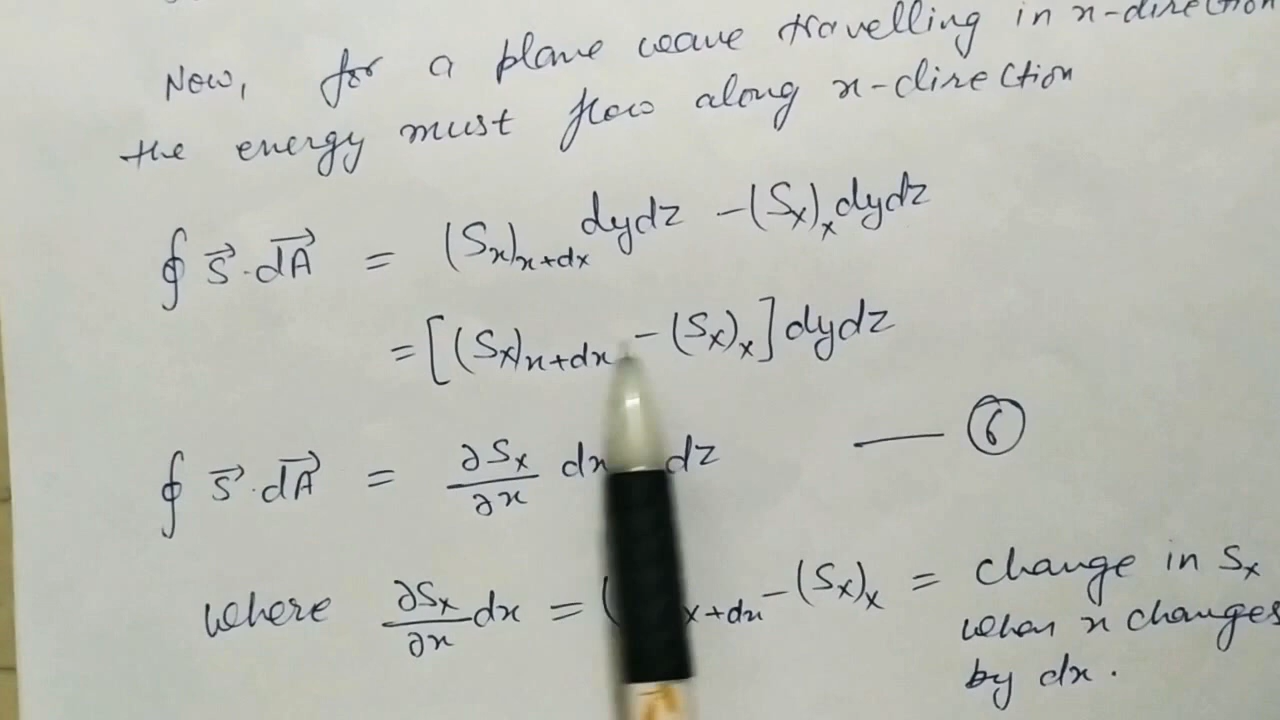 Now, for a plane wave travelling in x-direction
the energy must flow along x-direction
∮ S⃗.dA⃗ = (Sx)x+dx dydz - (Sx)x dydz
= [(Sx)x+dx - (Sx)x] dydz
∮ S⃗.dA⃗ = ∂Sx/∂x dx dz — ⑥
where ∂Sx/∂x dx = ( x+dx - (Sx)x = change in Sx
when x changes
by dx.